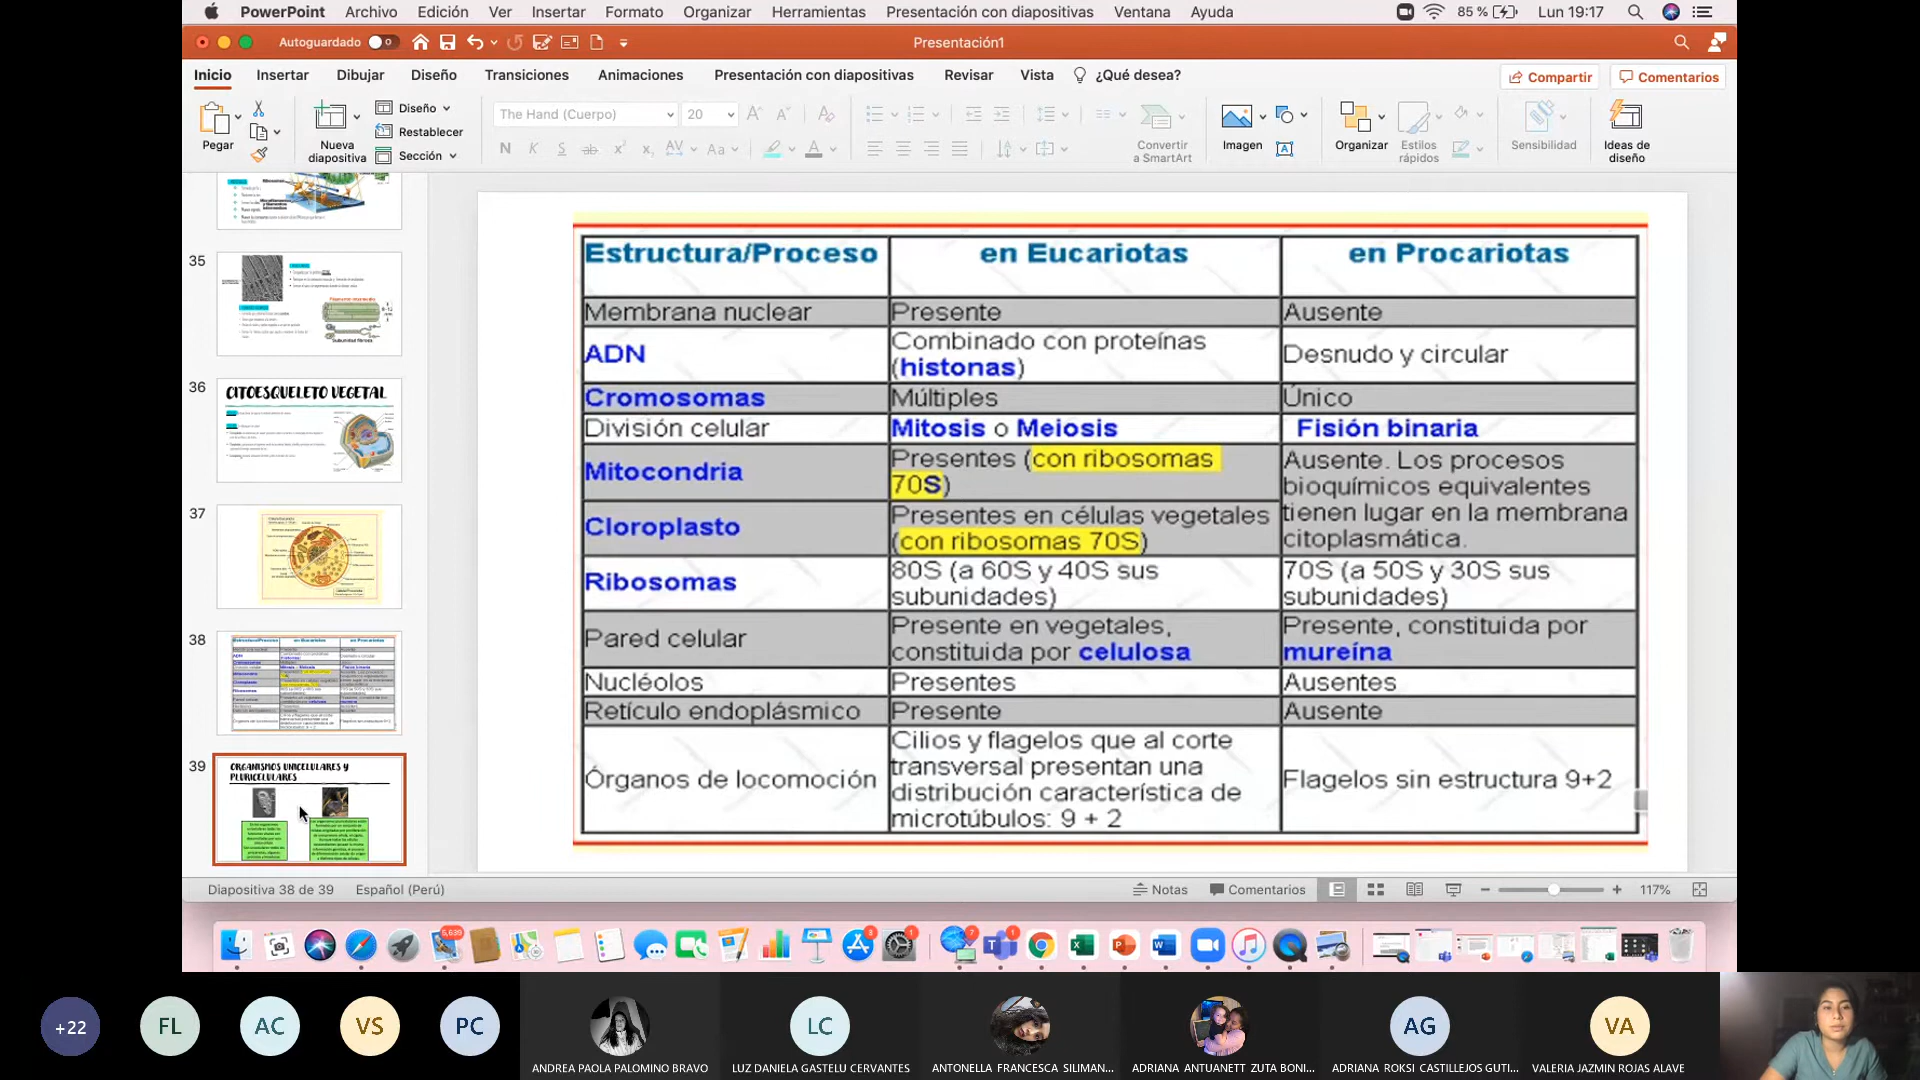 PowerPoint Archivo Edición Ver Insertar Formato Organizar Herramientas Presentación con diapositivas Ventana Ayuda 85 % Lun 19:17
Autoguardado Presentación1
Inicio Insertar Dibujar Diseño Transiciones Animaciones Presentación con diapositivas Revisar Vista ¿Qué desea? Compartir Comentarios
Pegar
Nueva diapositiva
Diseño
Restablecer
Sección
The Hand (Cuerpo) 20
Convertir a SmartArt
Imagen
Organizar
Estilos rápidos
Sensibilidad
Ideas de diseño
35
36
CITOESQUELETO VEGETAL
37
38
39
ORGANISMOS UNICELULARES Y
PLURICELULARES
Estructura/Proceso en Eucariotas en Procariotas
Membrana nuclear Presente Ausente
ADN Combinado con proteínas (histonas) Desnudo y circular
Cromosomas Múltiples Único
División celular Mitosis o Meiosis Fisión binaria
Mitocondria Presentes (con ribosomas 70S)
Cloroplasto Presentes en células vegetales (con ribosomas 70S)
Ausente. Los procesos bioquímicos equivalentes tienen lugar en la membrana citoplasmática.
Ribosomas 80S (a 60S y 40S sus subunidades) 70S (a 50S y 30S sus subunidades)
Pared celular Presente en vegetales, constituida por celulosa Presente, constituida por mureína
Nucléolos Presentes Ausentes
Retículo endoplásmico Presente Ausente
Órganos de locomoción Cilios y flagelos que al corte transversal presentan una distribución característica de microtúbulos: 9 + 2 Flagelos sin estructura 9+2
Diapositiva 38 de 39 Español (Perú) Notas Comentarios 117%
5,639 3 1 7 1
+22 FL AC VS PC LC AG VA
ANDREA PAOLA PALOMINO BRAVO LUZ DANIELA GASTELU CERVANTES ANTONELLA FRANCESCA SILIMAN... ADRIANA ANTUANETT ZUTA BONI... ADRIANA ROKSI CASTILLEJOS GUTI... VALERIA JAZMIN ROJAS ALAVE